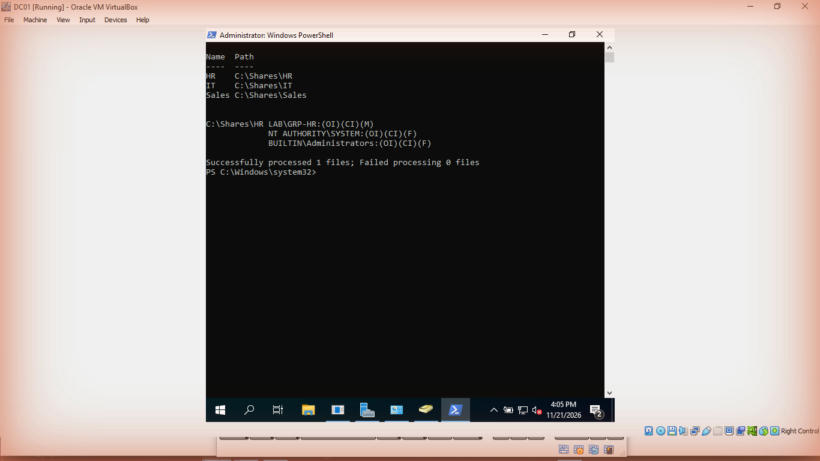 DC01 [Running] - Oracle VM VirtualBox
File Machine View Input Devices Help
Administrator: Windows PowerShell
Name Path
---- ----
HR C:\Shares\HR
IT C:\Shares\IT
Sales C:\Shares\Sales
C:\Shares\HR LAB\GRP-HR:(OI)(CI)(M)
NT AUTHORITY\SYSTEM:(OI)(CI)(F)
BUILTIN\Administrators:(OI)(CI)(F)
Successfully processed 1 files; Failed processing 0 files
PS C:\Windows\system32>
4:05 PM
11/21/2026
2
Right Control